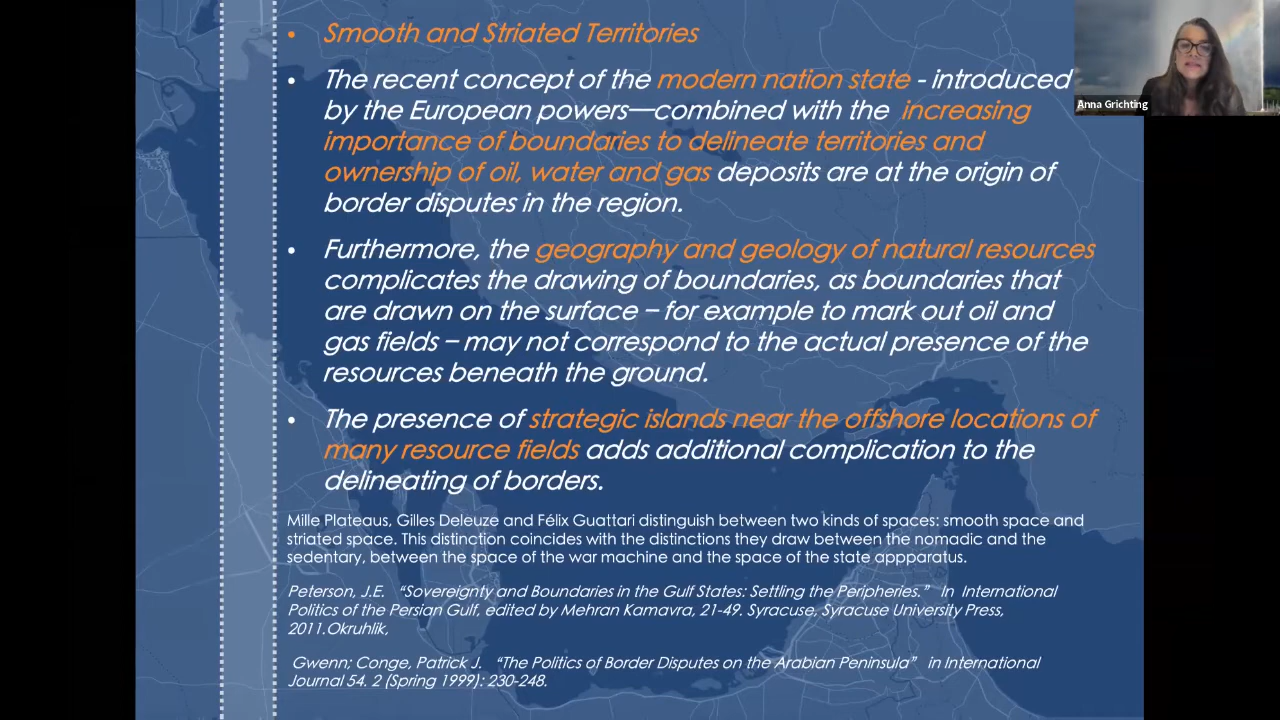 • Smooth and Striated Territories
• The recent concept of the modern nation state - introduced
by the European powers—combined with the increasing
importance of boundaries to delineate territories and
ownership of oil, water and gas deposits are at the origin of
border disputes in the region.
• Furthermore, the geography and geology of natural resources
complicates the drawing of boundaries, as boundaries that
are drawn on the surface – for example to mark out oil and
gas fields – may not correspond to the actual presence of the
resources beneath the ground.
• The presence of strategic islands near the offshore locations of
many resource fields adds additional complication to the
delineating of borders.
Mille Plateaus, Gilles Deleuze and Félix Guattari distinguish between two kinds of spaces: smooth space and
striated space. This distinction coincides with the distinctions they draw between the nomadic and the
sedentary, between the space of the war machine and the space of the state appparatus.
Peterson, J.E. “Sovereignty and Boundaries in the Gulf States: Settling the Peripheries.” In International
Politics of the Persian Gulf, edited by Mehran Kamavra, 21-49. Syracuse, Syracuse University Press,
2011.Okruhlik,
Gwenn; Conge, Patrick J. “The Politics of Border Disputes on the Arabian Peninsula” in International
Journal 54. 2 (Spring 1999): 230-248.
Anna Grichting